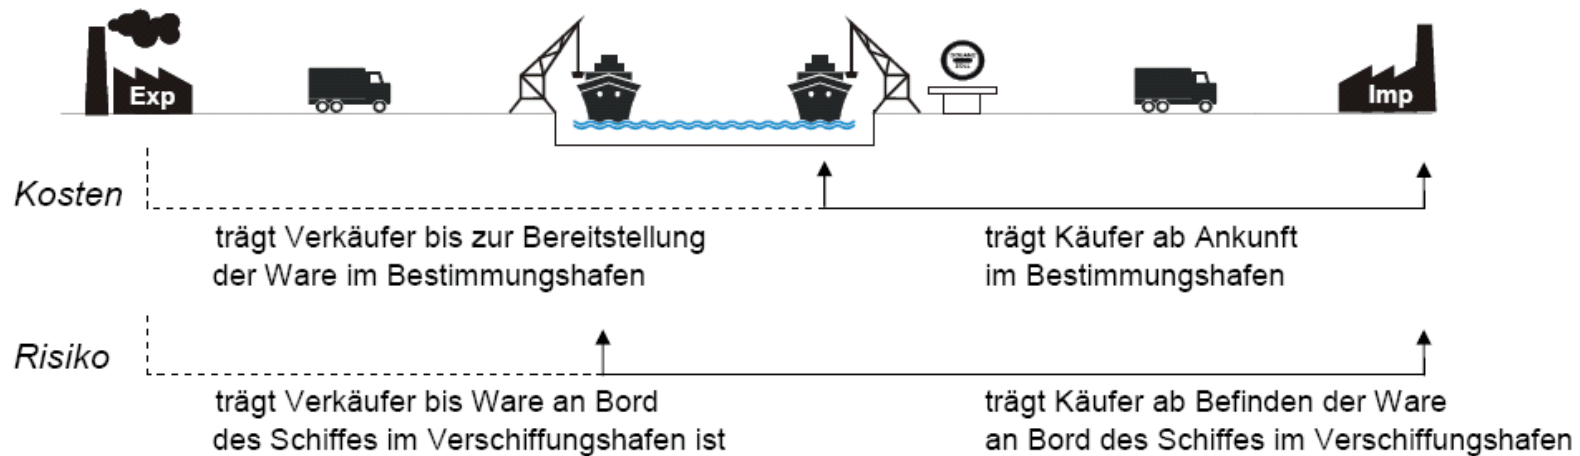 Exp
Imp
Kosten
trägt Verkäufer bis zur Bereitstellung
der Ware im Bestimmungshafen
trägt Käufer ab Ankunft
im Bestimmungshafen
Risiko
trägt Verkäufer bis Ware an Bord
des Schiffes im Verschiffungshafen ist
trägt Käufer ab Befinden der Ware
an Bord des Schiffes im Verschiffungshafen